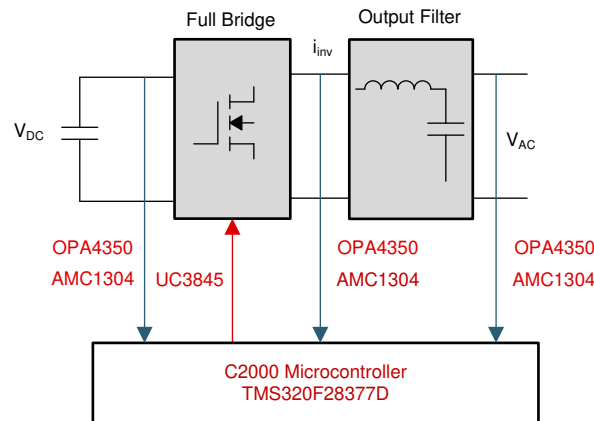 Full Bridge
Output Filter
i_inv
V_DC
V_AC
OPA4350
AMC1304
UC3845
OPA4350
AMC1304
OPA4350
AMC1304
C2000 Microcontroller
TMS320F28377D